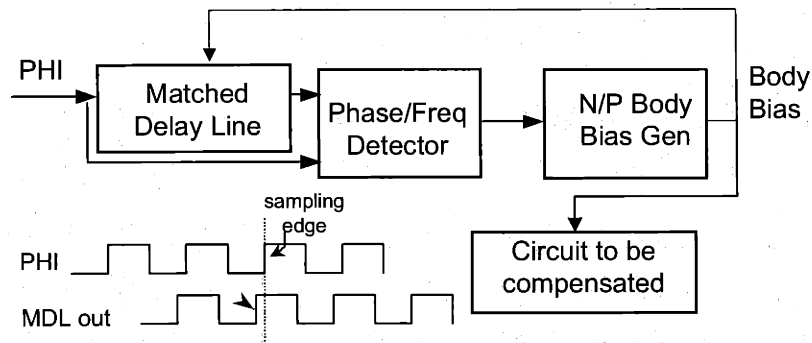 PHI
Matched
Delay Line
Phase/Freq
Detector
N/P Body
Bias Gen
Body
Bias
sampling
edge
PHI
MDL out
Circuit to be
compensated